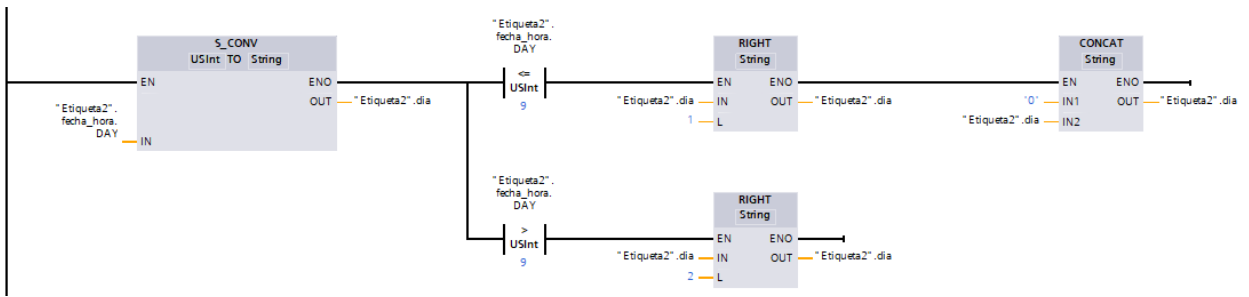 S_CONV
USInt TO String
EN
ENO
OUT
"Etiqueta2".dia
"Etiqueta2".
fecha_hora.
DAY
IN
"Etiqueta2".
fecha_hora.
DAY
<=
USInt
9
RIGHT
String
EN
ENO
"Etiqueta2".dia
IN
OUT
"Etiqueta2".dia
1
L
CONCAT
String
EN
ENO
'0'
IN1
OUT
"Etiqueta2".dia
"Etiqueta2".dia
IN2
"Etiqueta2".
fecha_hora.
DAY
>
USInt
9
RIGHT
String
EN
ENO
"Etiqueta2".dia
IN
OUT
"Etiqueta2".dia
2
L